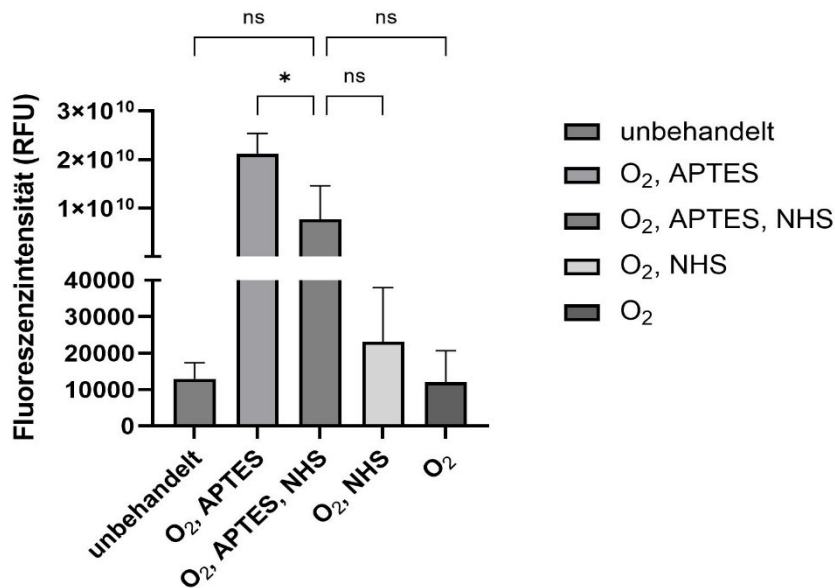 ns
ns
*
ns
Fluoreszenzintensität (RFU)
3×10¹⁰
2×10¹⁰
1×10¹⁰
40000
30000
20000
10000
0
unbehandelt
O₂, APTES
O₂, APTES, NHS
O₂, NHS
O₂
unbehandelt
O₂, APTES
O₂, APTES, NHS
O₂, NHS
O₂